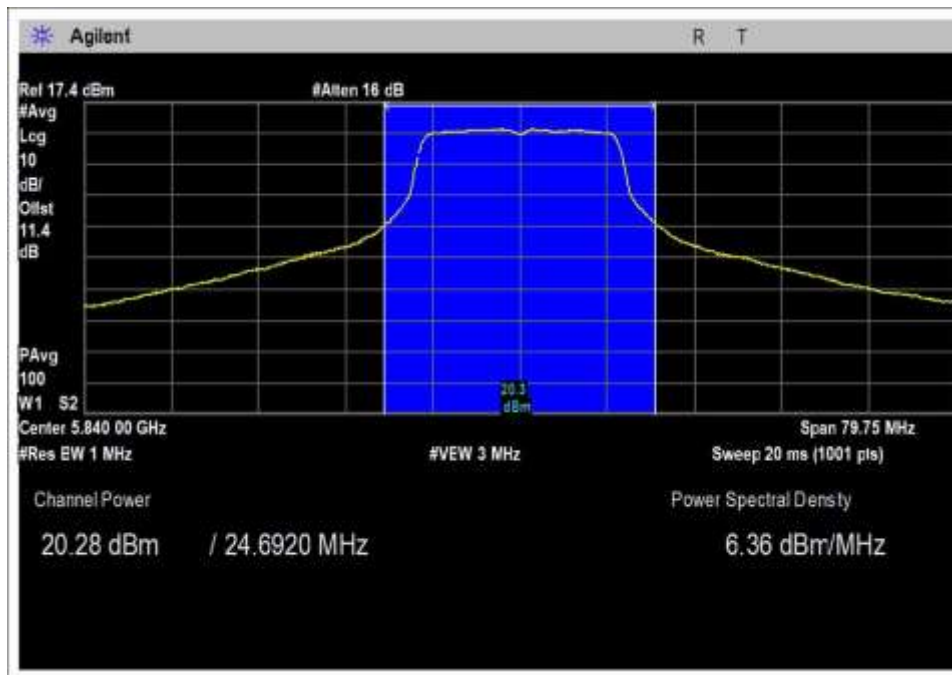 Agilent R T
Ref 17.4 dBm #Atten 16 dB
#Avg
Log
10
dB/
Offst
11.4
dB
PAvg
100
W1 S2
20.3
dBm
Center 5.840 00 GHz Span 79.75 MHz
#Res BW 1 MHz #VBW 3 MHz Sweep 20 ms (1001 pts)
Channel Power Power Spectral Density
20.28 dBm / 24.6920 MHz 6.36 dBm/MHz